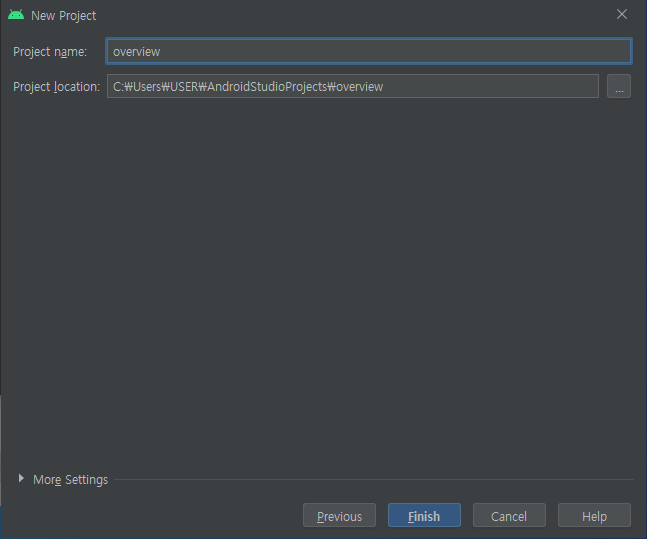 New Project
Project name: overview
Project location: C:₩Users₩USER₩AndroidStudioProjects₩overview ...
More Settings
Previous Finish Cancel Help